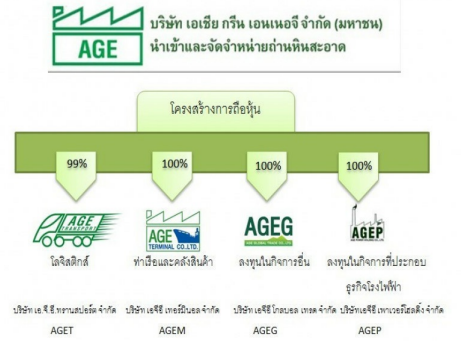 บริษัท เอเชีย กรีน เอนเนอจี จำกัด (มหาชน)
AGE
นำเข้าและจัดจำหน่ายถ่านหินสะอาด
โครงสร้างการถือหุ้น
99% 100% 100% 100%
AGE
TRANSPORT
AGE
TERMINAL CO.,LTD.
AGEG
AGEP
โลจิสติกส์ ท่าเรือและคลังสินค้า ลงทุนในกิจการอื่น ลงทุนในกิจการที่ประกอบ
ธุรกิจโรงไฟฟ้า
บริษัท เอ.จี.อี.ทรานสปอร์ต จำกัด บริษัท เอจีอี เทอร์มินอล จำกัด บริษัท เอจีอี โกลบอล เทรด จำกัด บริษัทเอจีอี เพาเวอร์โฮลดิ้ง จำกัด
AGET AGEM AGEG AGEP